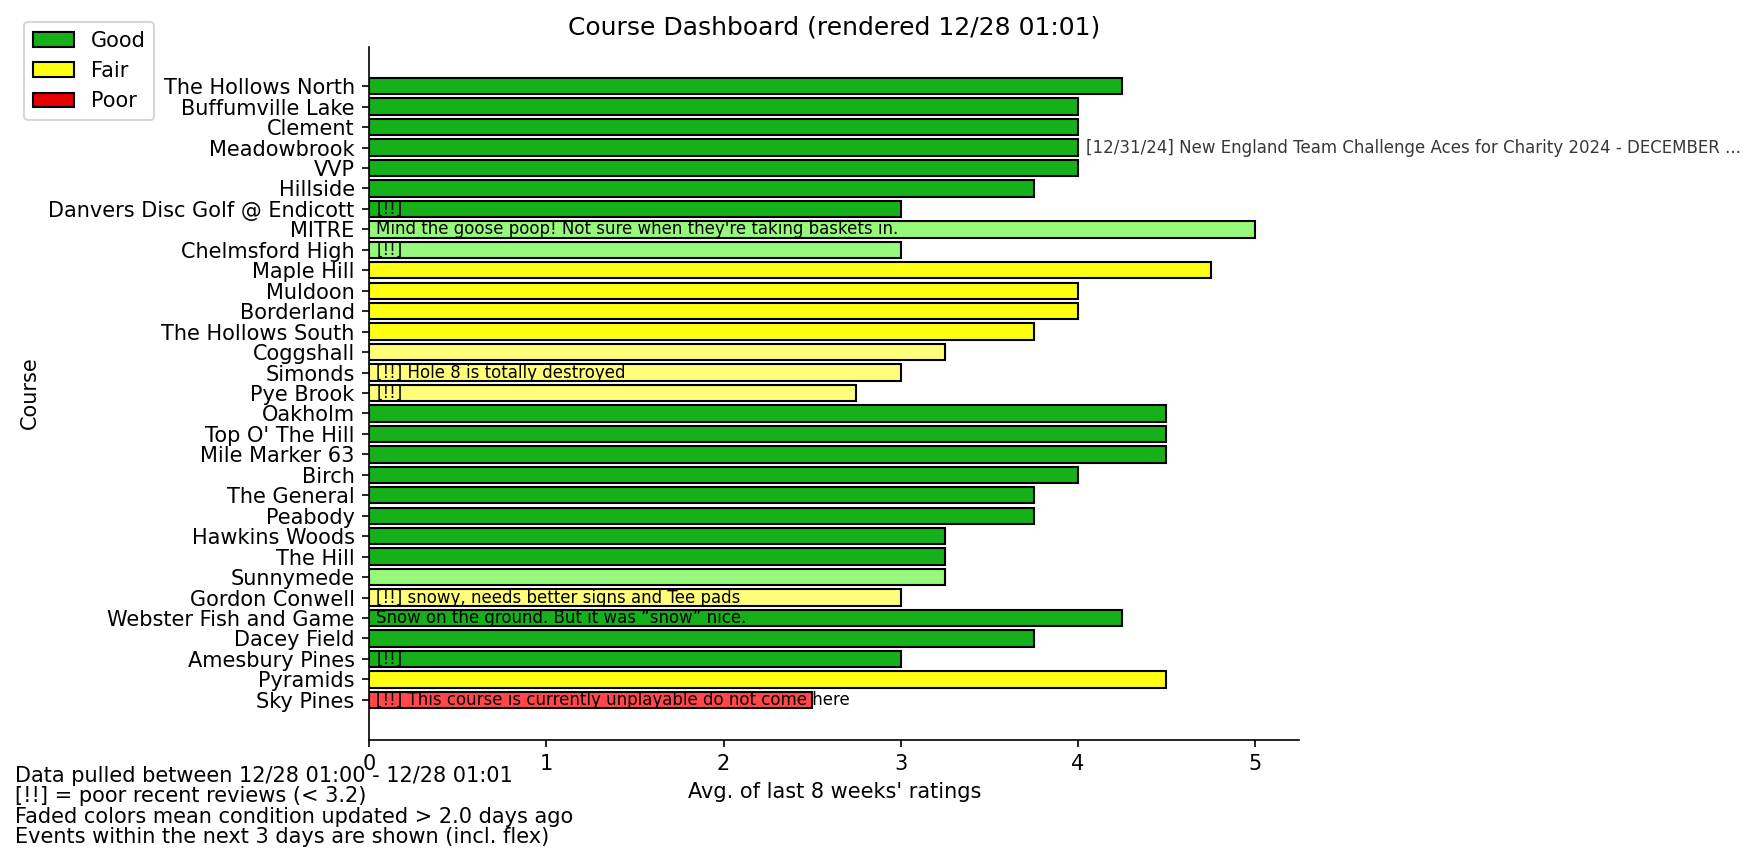 Course Dashboard (rendered 12/28 01:01)
Good
Fair
Poor
The Hollows North
Buffumville Lake
Clement
Meadowbrook [12/31/24] New England Team Challenge Aces for Charity 2024 - DECEMBER ...
VVP
Hillside
Danvers Disc Golf @ Endicott [!!]
MITRE Mind the goose poop! Not sure when they're taking baskets in.
Chelmsford High [!!]
Maple Hill
Muldoon
Borderland
The Hollows South
Coggshall
Simonds [!!] Hole 8 is totally destroyed
Pye Brook [!!]
Oakholm
Top O' The Hill
Mile Marker 63
Birch
The General
Peabody
Hawkins Woods
The Hill
Sunnymede
Gordon Conwell [!!] snowy, needs better signs and Tee pads
Webster Fish and Game Snow on the ground. But it was “snow” nice.
Dacey Field
Amesbury Pines [!!]
Pyramids
Sky Pines [!!] This course is currently unplayable do not come here
Course
0 1 2 3 4 5
Avg. of last 8 weeks' ratings
Data pulled between 12/28 01:00 - 12/28 01:01
[!!] = poor recent reviews (< 3.2)
Faded colors mean condition updated > 2.0 days ago
Events within the next 3 days are shown (incl. flex)